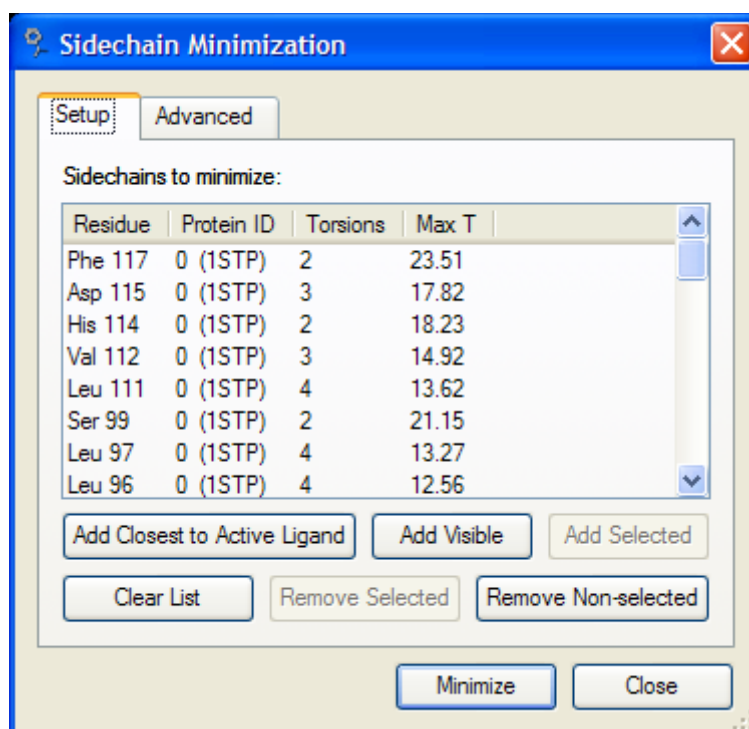 Sidechain Minimization
Setup Advanced
Sidechains to minimize:
Residue Protein ID Torsions Max T
Phe 117 0 (1STP) 2 23.51
Asp 115 0 (1STP) 3 17.82
His 114 0 (1STP) 2 18.23
Val 112 0 (1STP) 3 14.92
Leu 111 0 (1STP) 4 13.62
Ser 99 0 (1STP) 2 21.15
Leu 97 0 (1STP) 4 13.27
Leu 96 0 (1STP) 4 12.56
Add Closest to Active Ligand Add Visible Add Selected
Clear List Remove Selected Remove Non-selected
Minimize Close